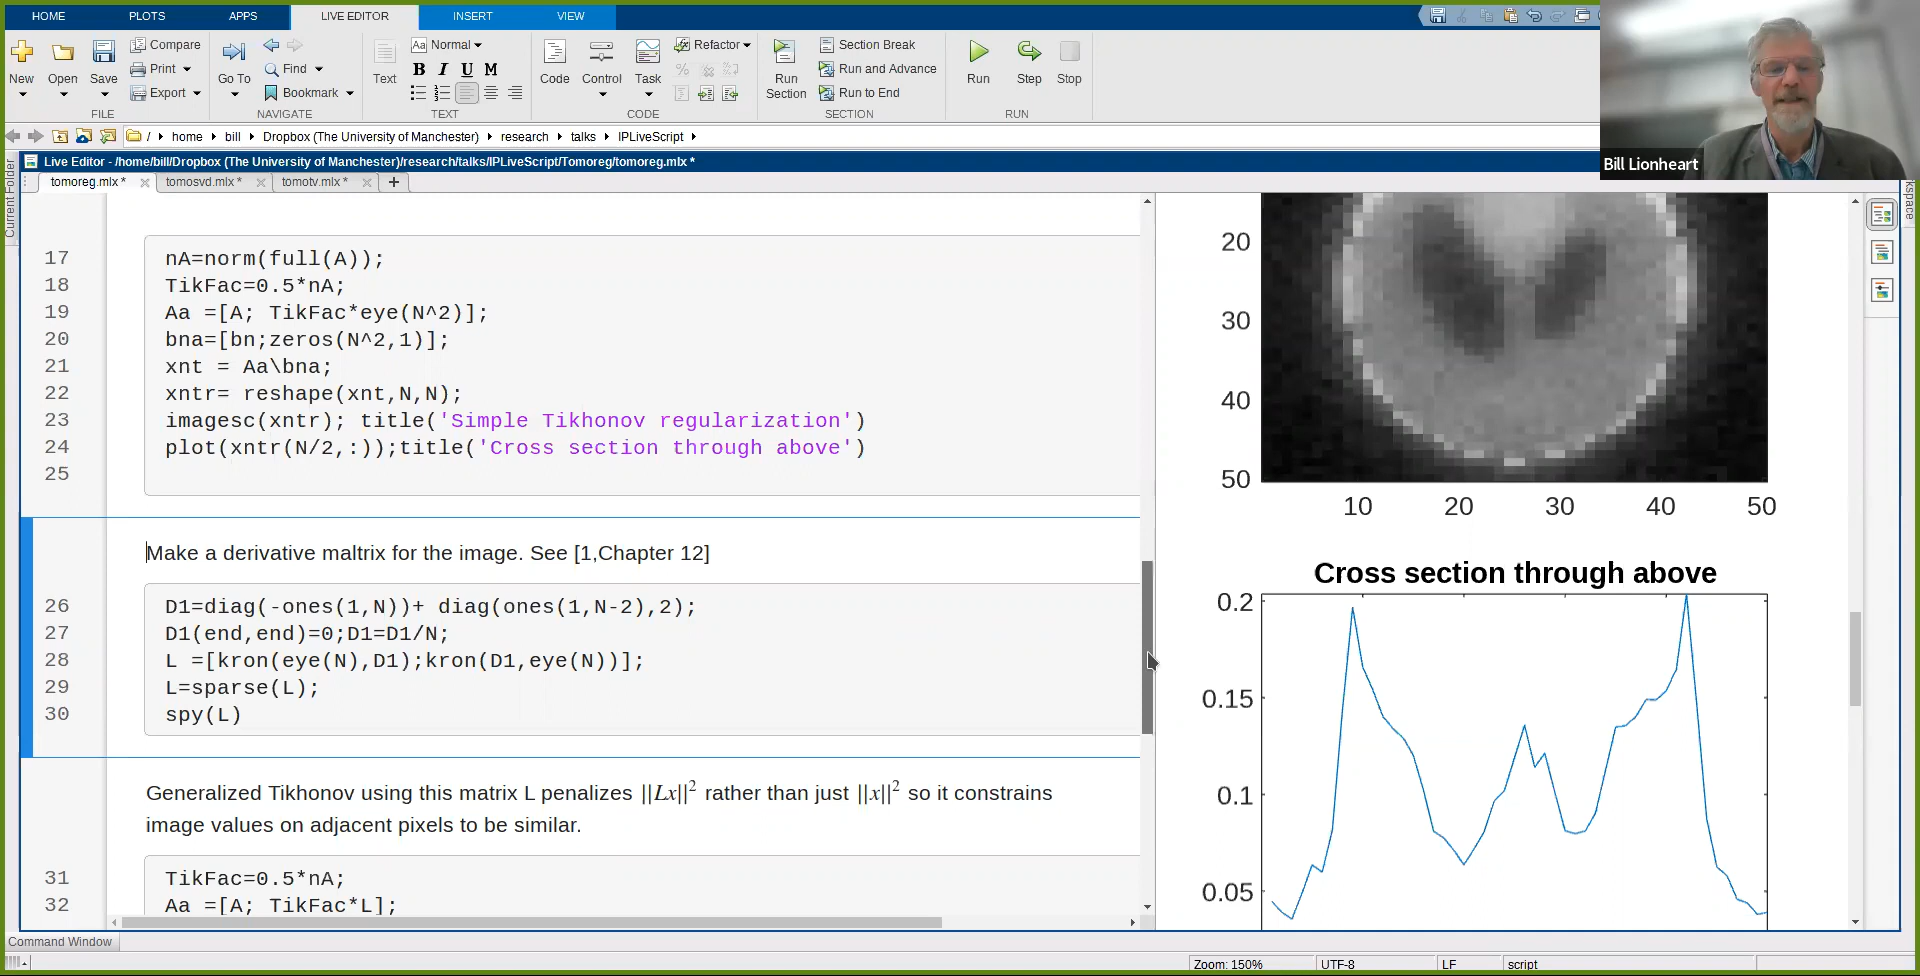 HOME PLOTS APPS LIVE EDITOR INSERT VIEW
New Open Save Compare Print Export
FILE
Go To Find Bookmark
NAVIGATE
Text Aa Normal
B I U M
TEXT
Code Control Task Refactor
CODE
Run Section Section Break Run and Advance Run to End
SECTION
Run Step Stop
RUN
/ home bill Dropbox (The University of Manchester) research talks IPLiveScript
Live Editor - /home/bill/Dropbox (The University of Manchester)/research/talks/IPLiveScript/Tomoreg/tomoreg.mlx *
tomoreg.mlx * tomosvd.mlx * tomotv.mlx * +
Bill Lionheart
Current Folder
kspace
17 nA=norm(full(A));
18 TikFac=0.5*nA;
19 Aa =[A; TikFac*eye(N^2)];
20 bna=[bn;zeros(N^2,1)];
21 xnt = Aa\bna;
22 xntr= reshape(xnt,N,N);
23 imagesc(xntr); title('Simple Tikhonov regularization')
24 plot(xntr(N/2,:));title('Cross section through above')
25
Make a derivative maltrix for the image. See [1,Chapter 12]
26 D1=diag(-ones(1,N))+ diag(ones(1,N-2),2);
27 D1(end,end)=0;D1=D1/N;
28 L =[kron(eye(N),D1);kron(D1,eye(N))];
29 L=sparse(L);
30 spy(L)
Generalized Tikhonov using this matrix L penalizes ||Lx||² rather than just ||x||² so it constrains
image values on adjacent pixels to be similar.
31 TikFac=0.5*nA;
32 Aa =[A; TikFac*L];
20
30
40
50
10 20 30 40 50
Cross section through above
0.2
0.15
0.1
0.05
Command Window
Zoom: 150% UTF-8 LF script